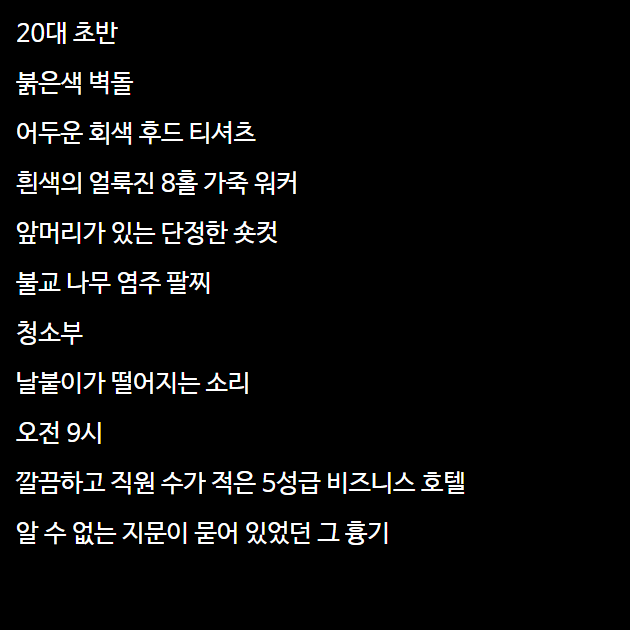 20대 초반
붉은색 벽돌
어두운 회색 후드 티셔츠
흰색의 얼룩진 8홀 가죽 워커
앞머리가 있는 단정한 숏컷
불교 나무 염주 팔찌
청소부
날붙이가 떨어지는 소리
오전 9시
깔끔하고 직원 수가 적은 5성급 비즈니스 호텔
알 수 없는 지문이 묻어 있었던 그 흉기